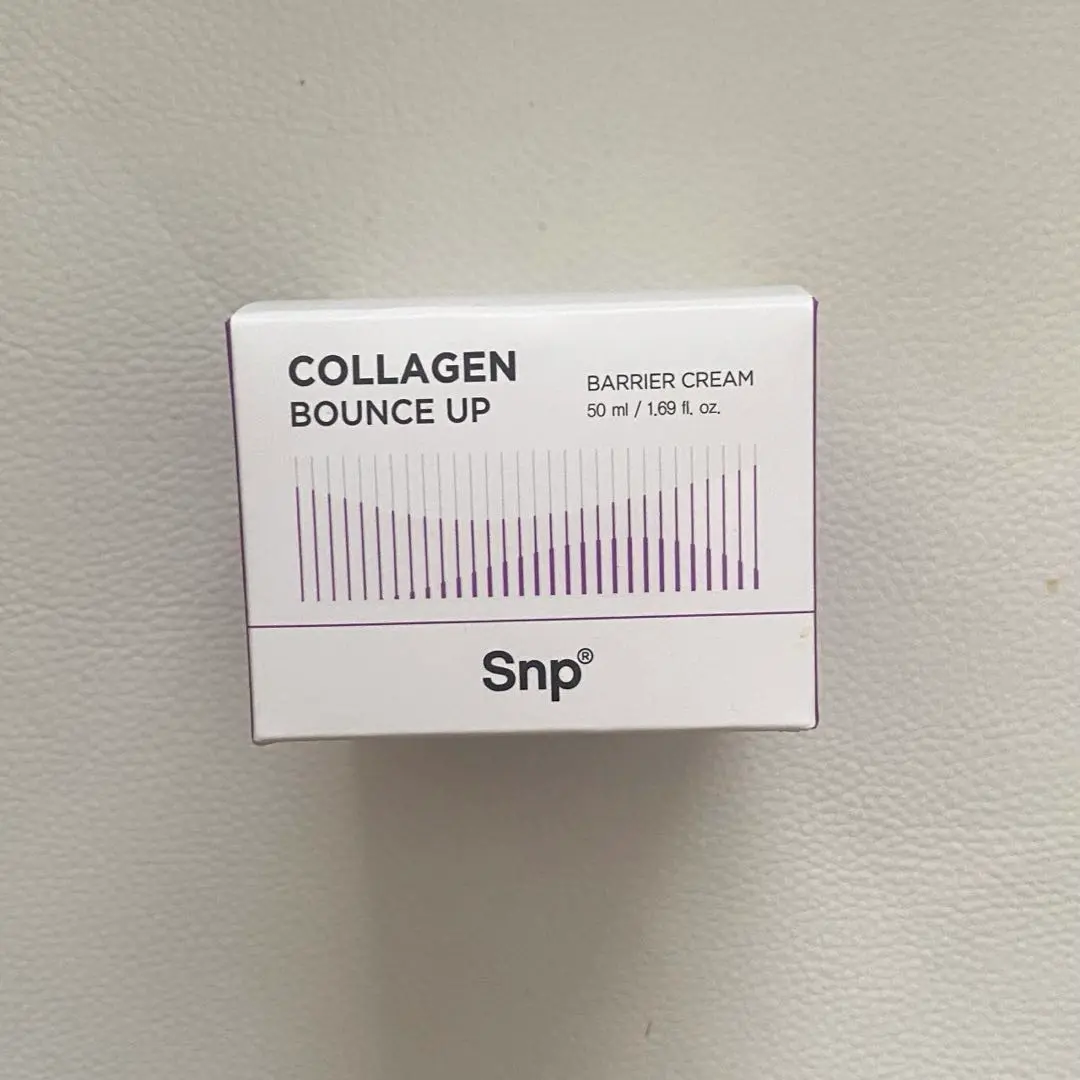 COLLAGEN
BOUNCE UP
BARRIER CREAM
50 ml / 1.69 fl. oz.
Snp®